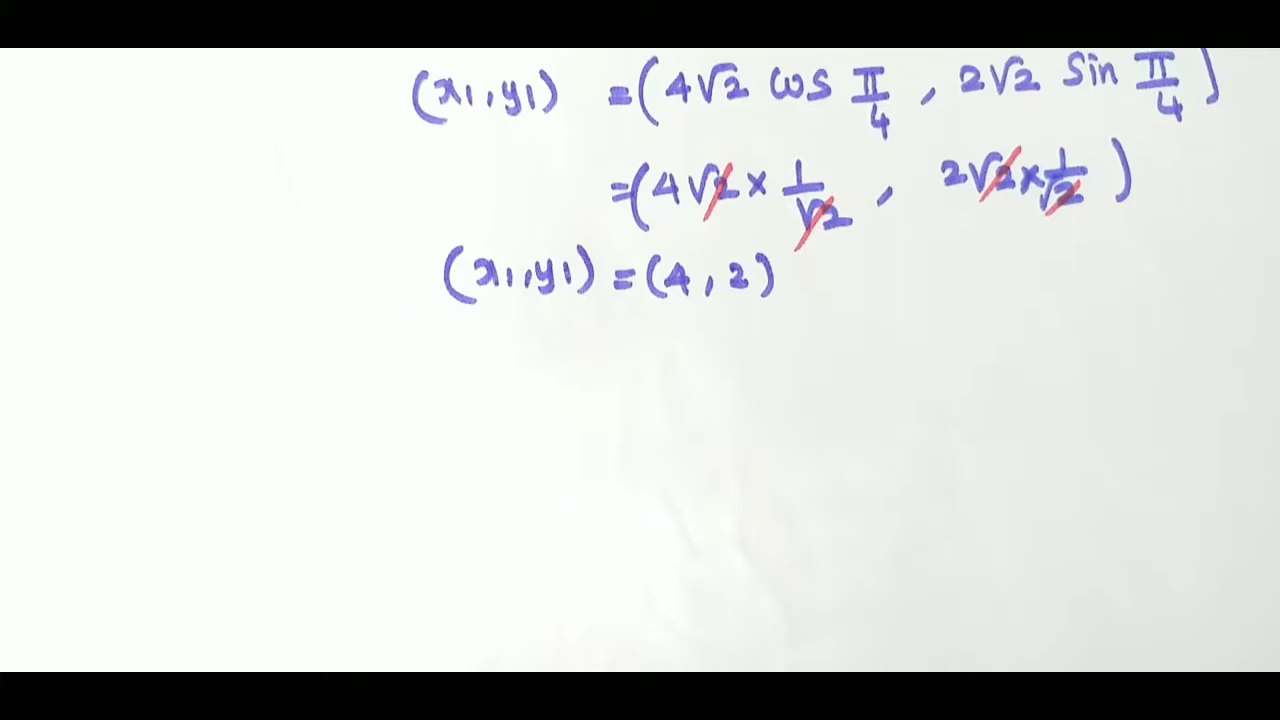 (x₁,y₁) = (4√2 cos π/4, 2√2 Sin π/4)
= (4√2 × 1/√2, 2√2 × 1/√2)
(x₁,y₁) = (4, 2)